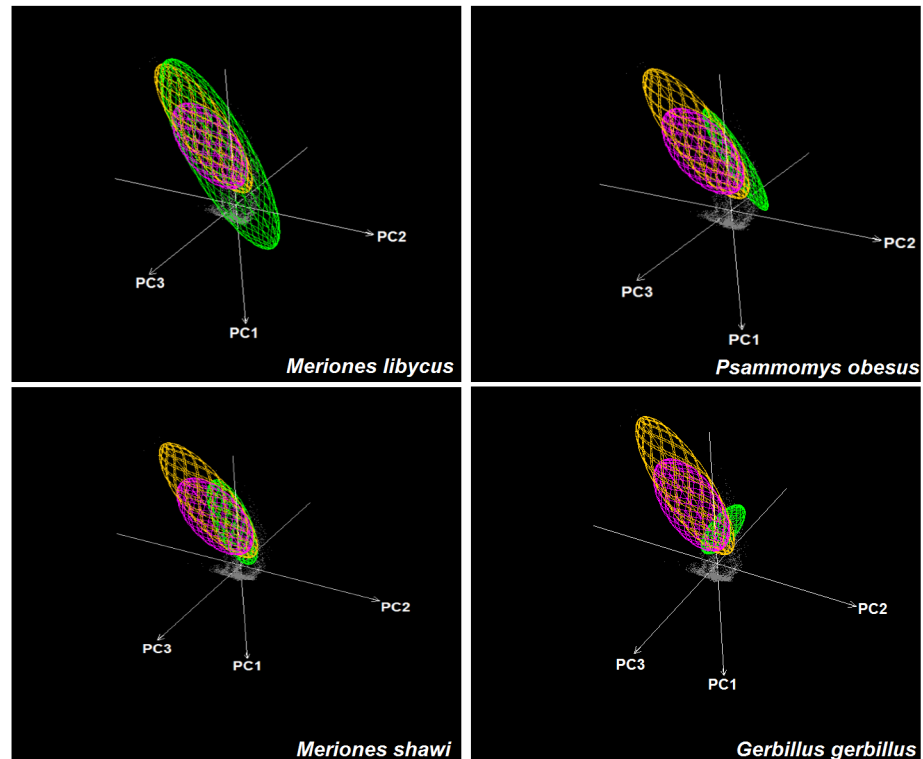 PC2
PC3
PC1
Meriones libycus
PC2
PC3
PC1
Psammomys obesus
PC2
PC3
PC1
Meriones shawi
PC2
PC3
PC1
Gerbillus gerbillus